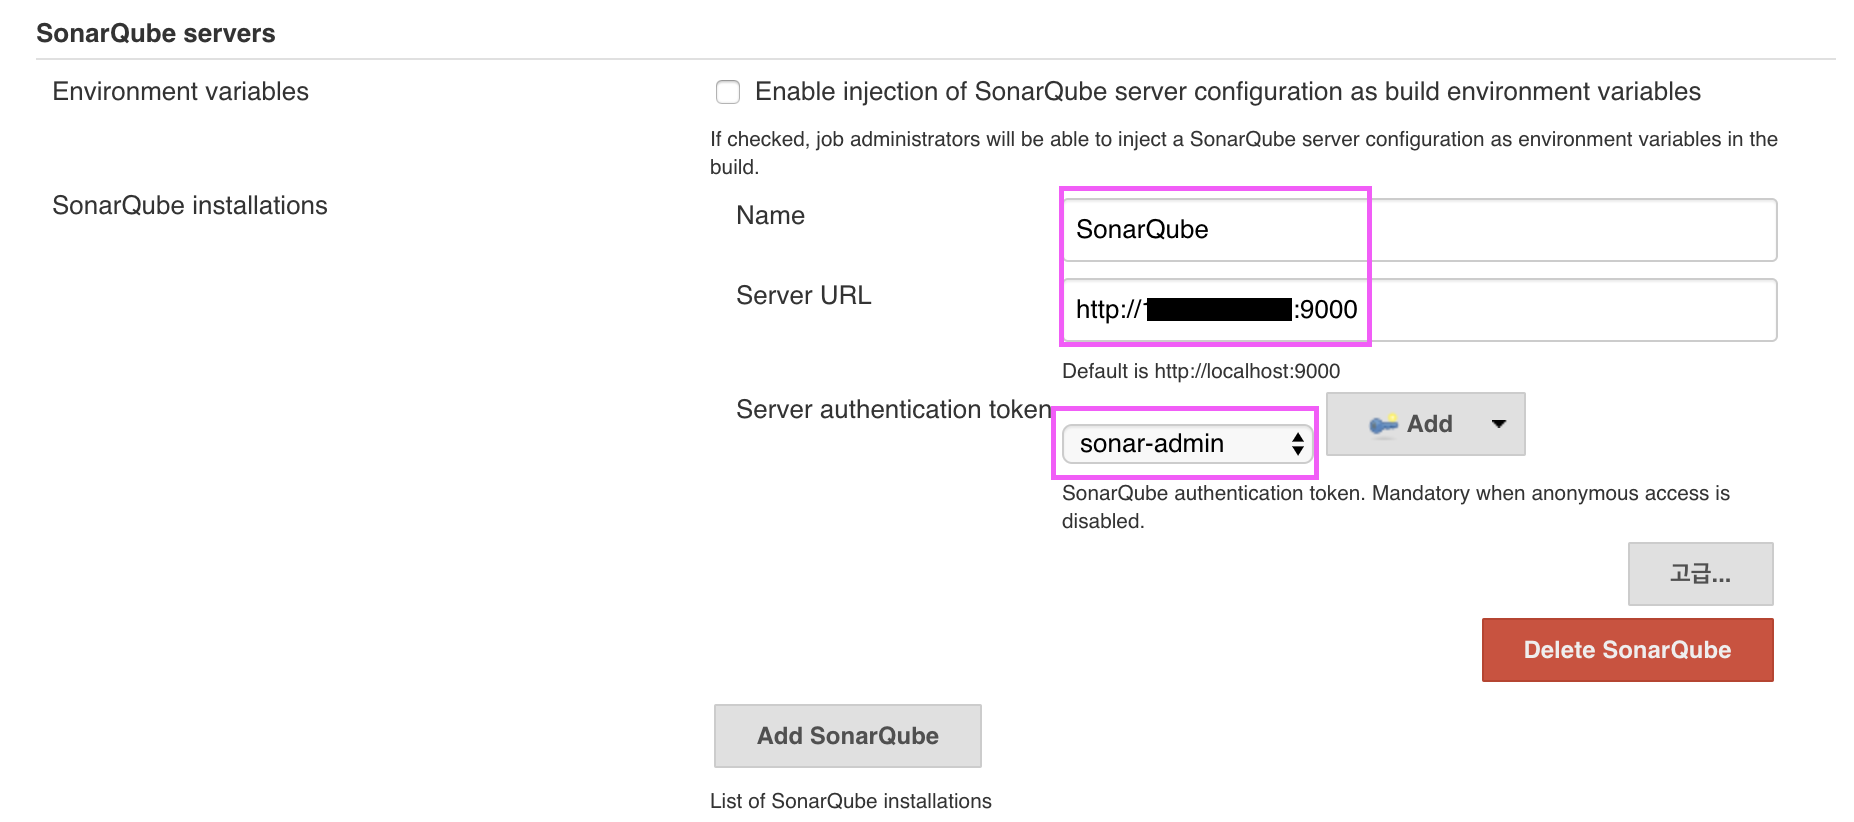 SonarQube servers
Environment variables
Enable injection of SonarQube server configuration as build environment variables
If checked, job administrators will be able to inject a SonarQube server configuration as environment variables in the
build.
SonarQube installations
Name
SonarQube
Server URL
http://:9000
Default is http://localhost:9000
Server authentication token
sonar-admin
Add
SonarQube authentication token. Mandatory when anonymous access is
disabled.
고급...
Delete SonarQube
Add SonarQube
List of SonarQube installations